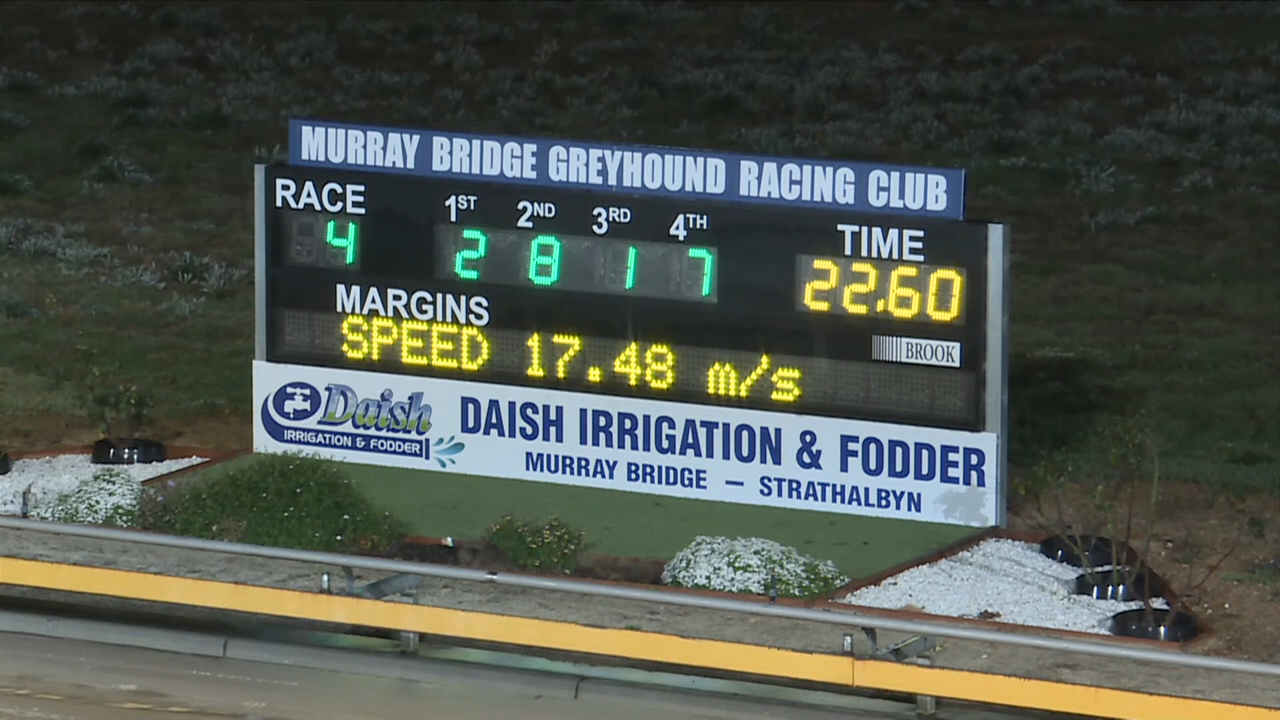 MURRAY BRIDGE GREYHOUND RACING CLUB
RACE 1ST 2ND 3RD 4TH TIME
4 2 8 1 7 22.60
MARGINS
BROOK
SPEED 17.48 m/s
Daish
IRRIGATION & FODDER
DAISH IRRIGATION & FODDER
MURRAY BRIDGE – STRATHALBYN